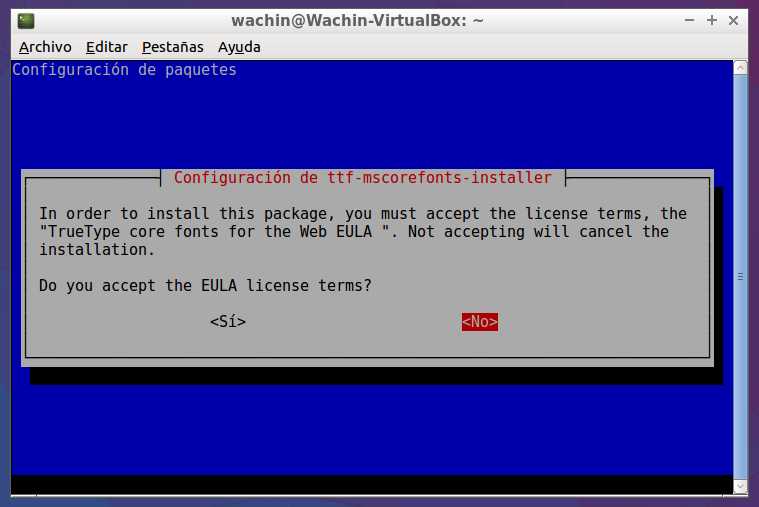 wachin@Wachin-VirtualBox: ~
Archivo Editar Pestañas Ayuda
Configuración de paquetes
Configuración de ttf-mscorefonts-installer
In order to install this package, you must accept the license terms, the
"TrueType core fonts for the Web EULA ". Not accepting will cancel the
installation.
Do you accept the EULA license terms?
<Sí> <No>